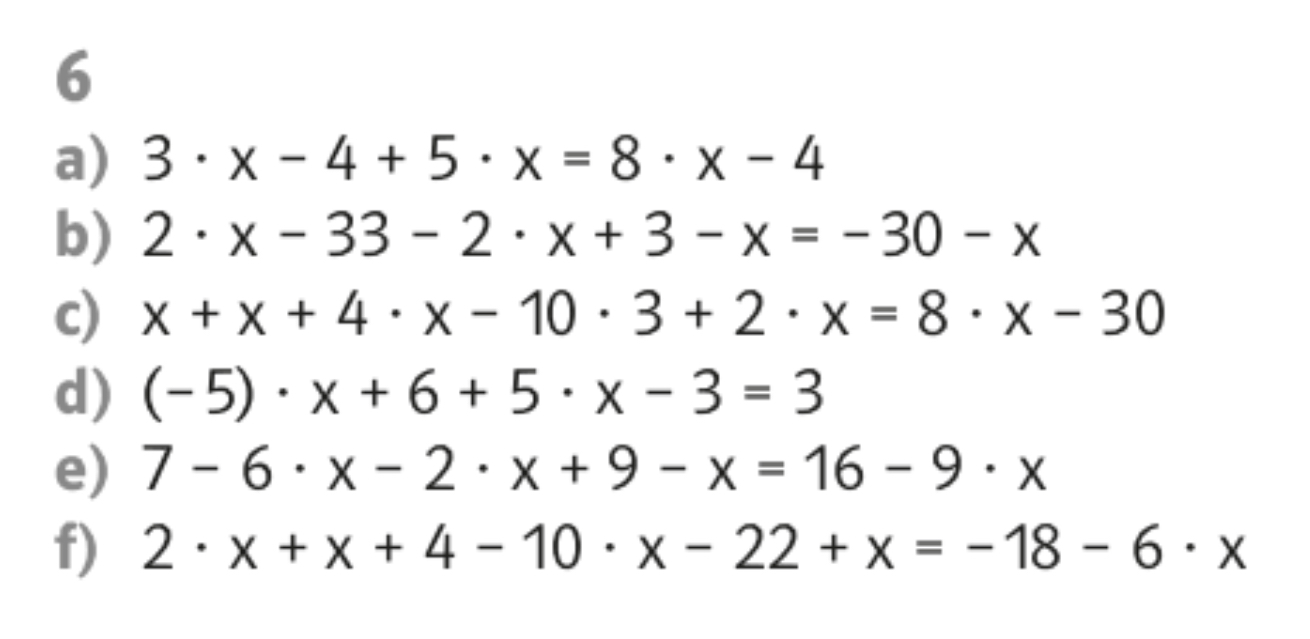 6
a) 3 · x − 4 + 5 · x = 8 · x − 4
b) 2 · x − 33 − 2 · x + 3 − x = −30 − x
c) x + x + 4 · x − 10 · 3 + 2 · x = 8 · x − 30
d) (−5) · x + 6 + 5 · x − 3 = 3
e) 7 − 6 · x − 2 · x + 9 − x = 16 − 9 · x
f) 2 · x + x + 4 − 10 · x − 22 + x = −18 − 6 · x